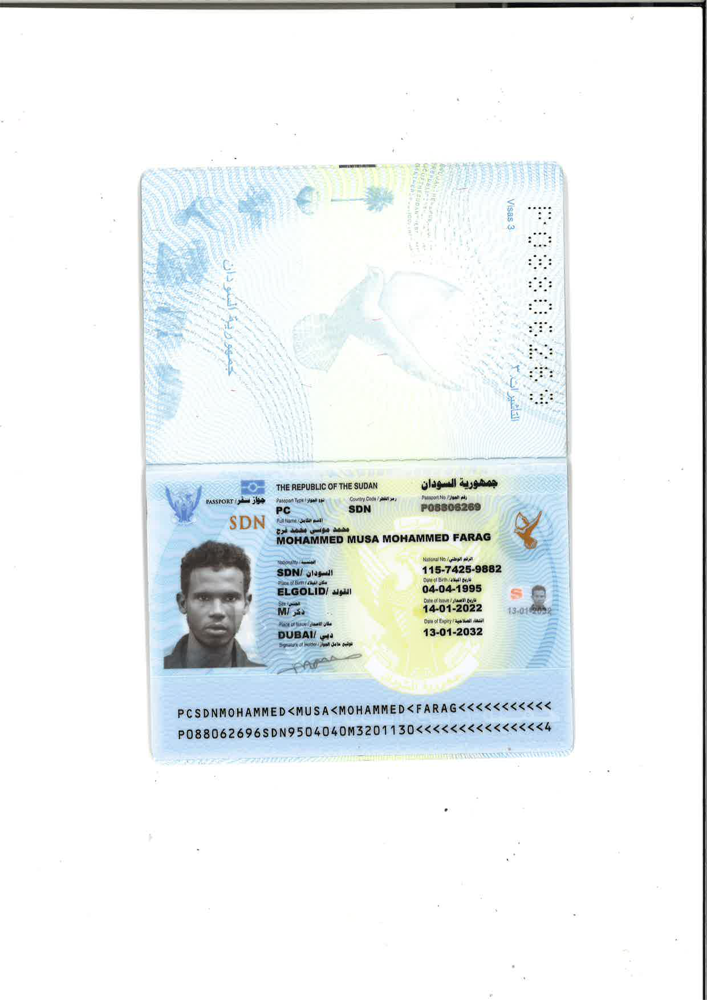 Visas 3
P08806269
التأشيرات ٣
جمهورية السودان
THE REPUBLIC OF THE SUDAN
جمهورية السودان
PASSPORT / جواز سفر
SDN
Passport Type / نوع الجواز
Country Code / رمز القطر
Passport No. / رقم الجواز
PC
SDN
P08806269
Full Name / الاسم الكامل
محمد موسى محمد فرج
MOHAMMED MUSA MOHAMMED FARAG
Nationality / الجنسية
National No. / الرقم الوطني
SDN/ السودان
115-7425-9882
Place of Birth / مكان الميلاد
Date of Birth / تاريخ الميلاد
ELGOLID/ القولد
04-04-1995
Sex / الجنس
Date of Issue / تاريخ الاصدار
M/ ذكر
14-01-2022
S
13-01-2032
Place of Issue / مكان الاصدار
Date of Expiry / انتهاء الصلاحية
DUBAI/ دبي
13-01-2032
Signature of Holder / توقيع حامل الجواز
جمهورية السودان
PCSDNMOHAMMED<MUSA<MOHAMMED<FARAG<<<<<<<<<<<
P088062696SDN9504040M3201130<<<<<<<<<<<<<<<4